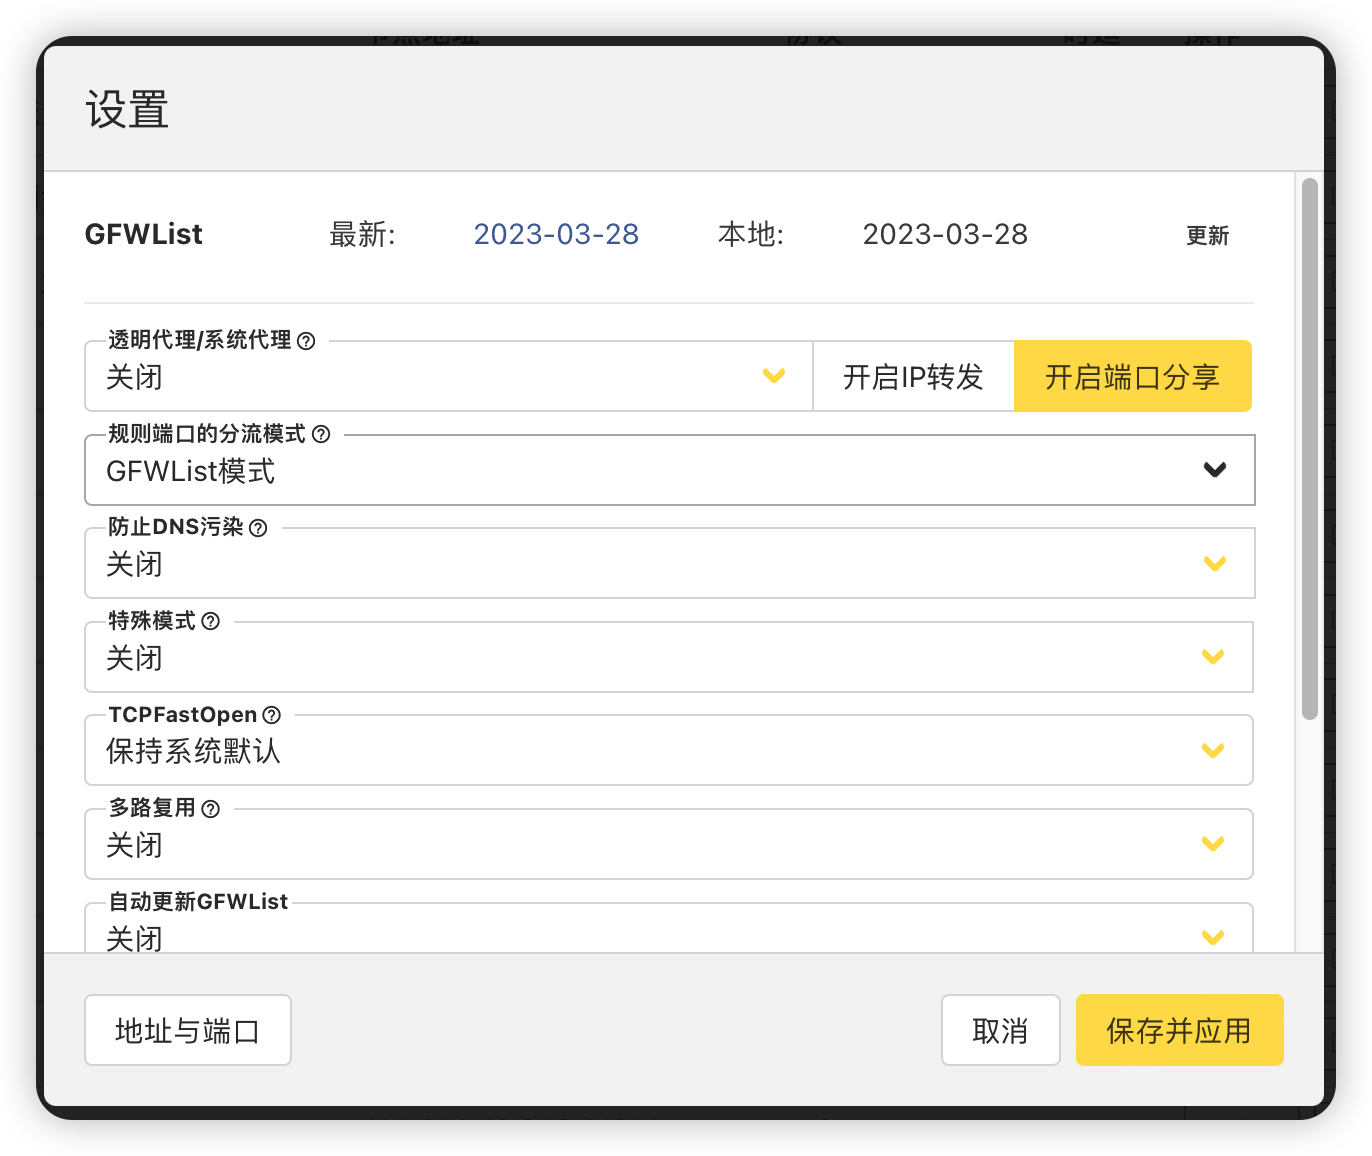 设置
GFWList 最新: 2023-03-28 本地: 2023-03-28 更新
透明代理/系统代理
关闭 开启IP转发 开启端口分享
规则端口的分流模式
GFWList模式
防止DNS污染
关闭
特殊模式
关闭
TCPFastOpen
保持系统默认
多路复用
关闭
自动更新GFWList
关闭
地址与端口 取消 保存并应用